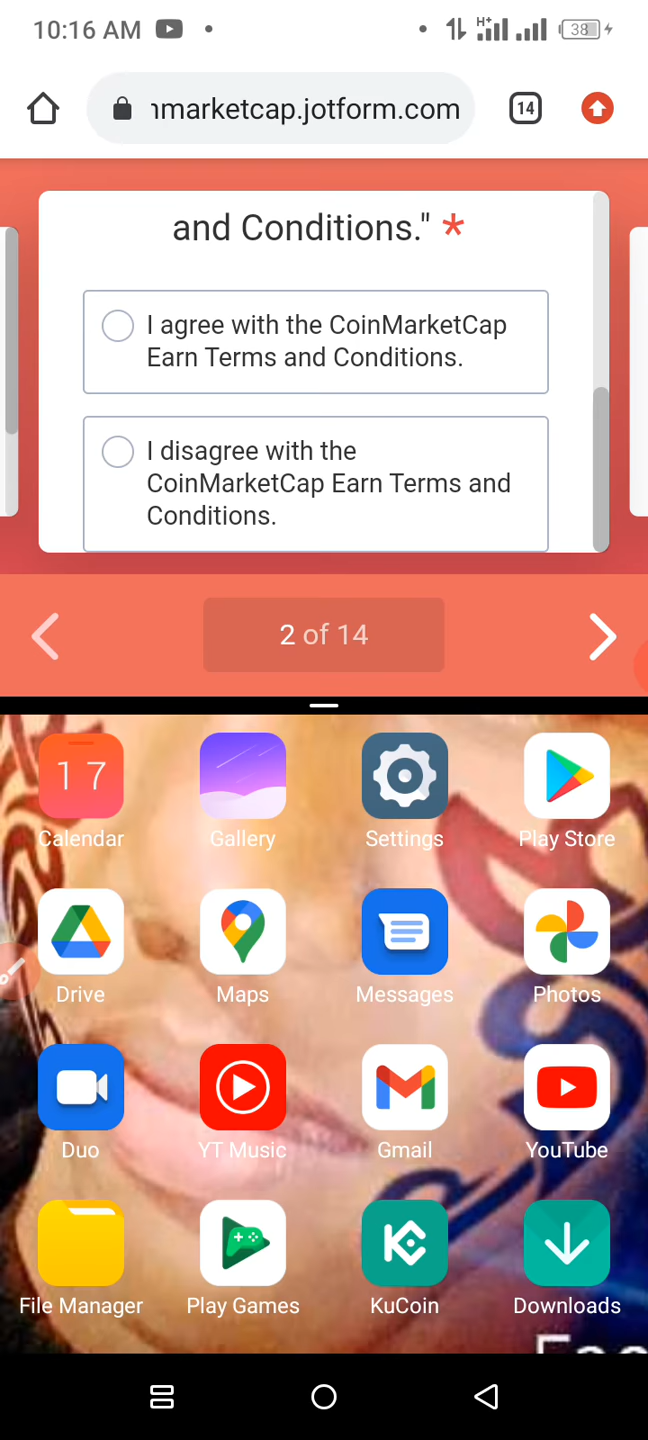 10:16 AM
H+
38
nmarketcap.jotform.com
14
and Conditions." *
I agree with the CoinMarketCap
Earn Terms and Conditions.
I disagree with the
CoinMarketCap Earn Terms and
Conditions.
2 of 14
17
Calendar
Gallery
Settings
Play Store
Drive
Maps
Messages
Photos
Duo
YT Music
Gmail
YouTube
File Manager
Play Games
KuCoin
Downloads